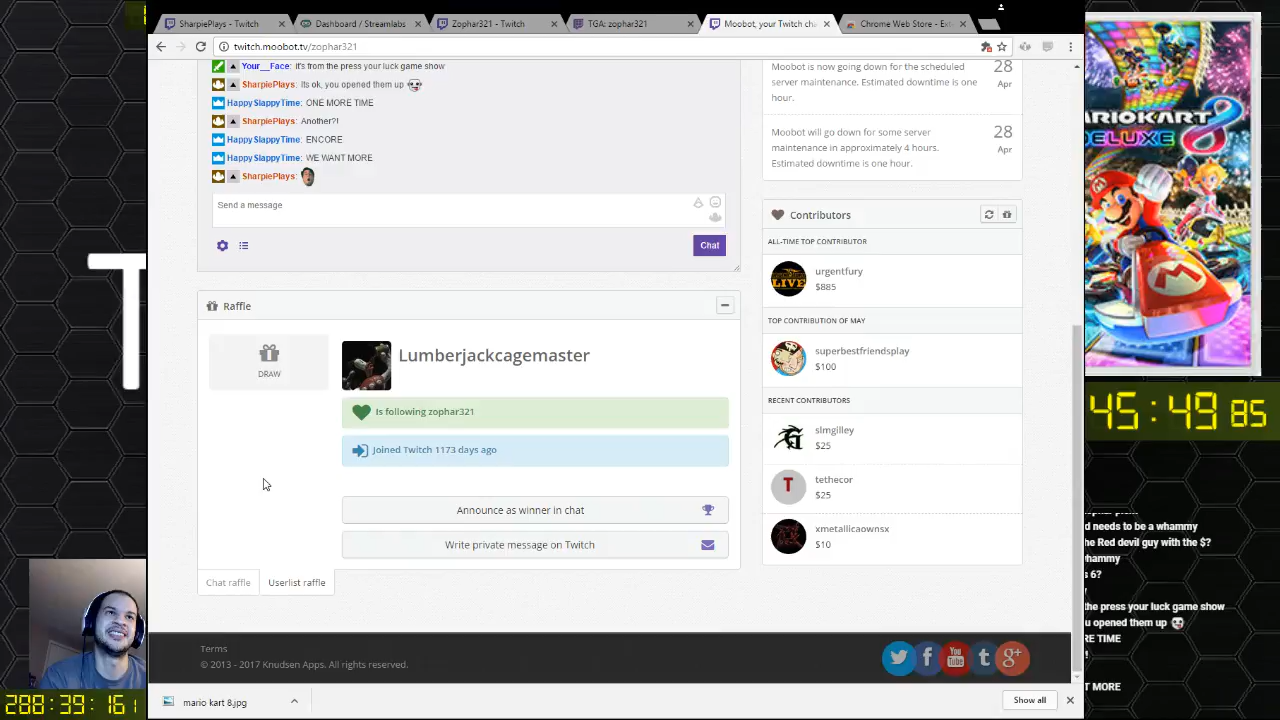 SharpiePlays - Twitch
Dashboard / Streamlabs
Zophar321 - Twitch
TGA: zophar321
Moobot, your Twitch cha
Chrome Web Store - Ext
twitch.moobot.tv/zophar321
Your__Face: it's from the press your luck game show
SharpiePlays: Its ok, you opened them up
HappySlappyTime: ONE MORE TIME
SharpiePlays: Another?!
HappySlappyTime: ENCORE
HappySlappyTime: WE WANT MORE
SharpiePlays:
Send a message
Chat
Moobot is now going down for the scheduled
server maintenance. Estimated downtime is one
hour.
28
Apr
Moobot will go down for some server
maintenance in approximately 4 hours.
Estimated downtime is one hour.
28
Apr
Contributors
ALL-TIME TOP CONTRIBUTOR
urgentfury
$885
TOP CONTRIBUTION OF MAY
superbestfriendsplay
$100
RECENT CONTRIBUTORS
slmgilley
$25
tethecor
$25
xmetallicaownsx
$10
Raffle
DRAW
Lumberjackcagemaster
Is following zophar321
Joined Twitch 1173 days ago
Announce as winner in chat
Write private message on Twitch
Chat raffle
Userlist raffle
Terms
© 2013 - 2017 Knudsen Apps. All rights reserved.
mario kart 8.jpg
Show all
ARIOKART 8
DELUXE
45:49 85
d needs to be a whammy
he Red devil guy with the $?
whammy
s 6?
the press your luck game show
u opened them up
RE TIME
T MORE
288:39:16
T
LIVE